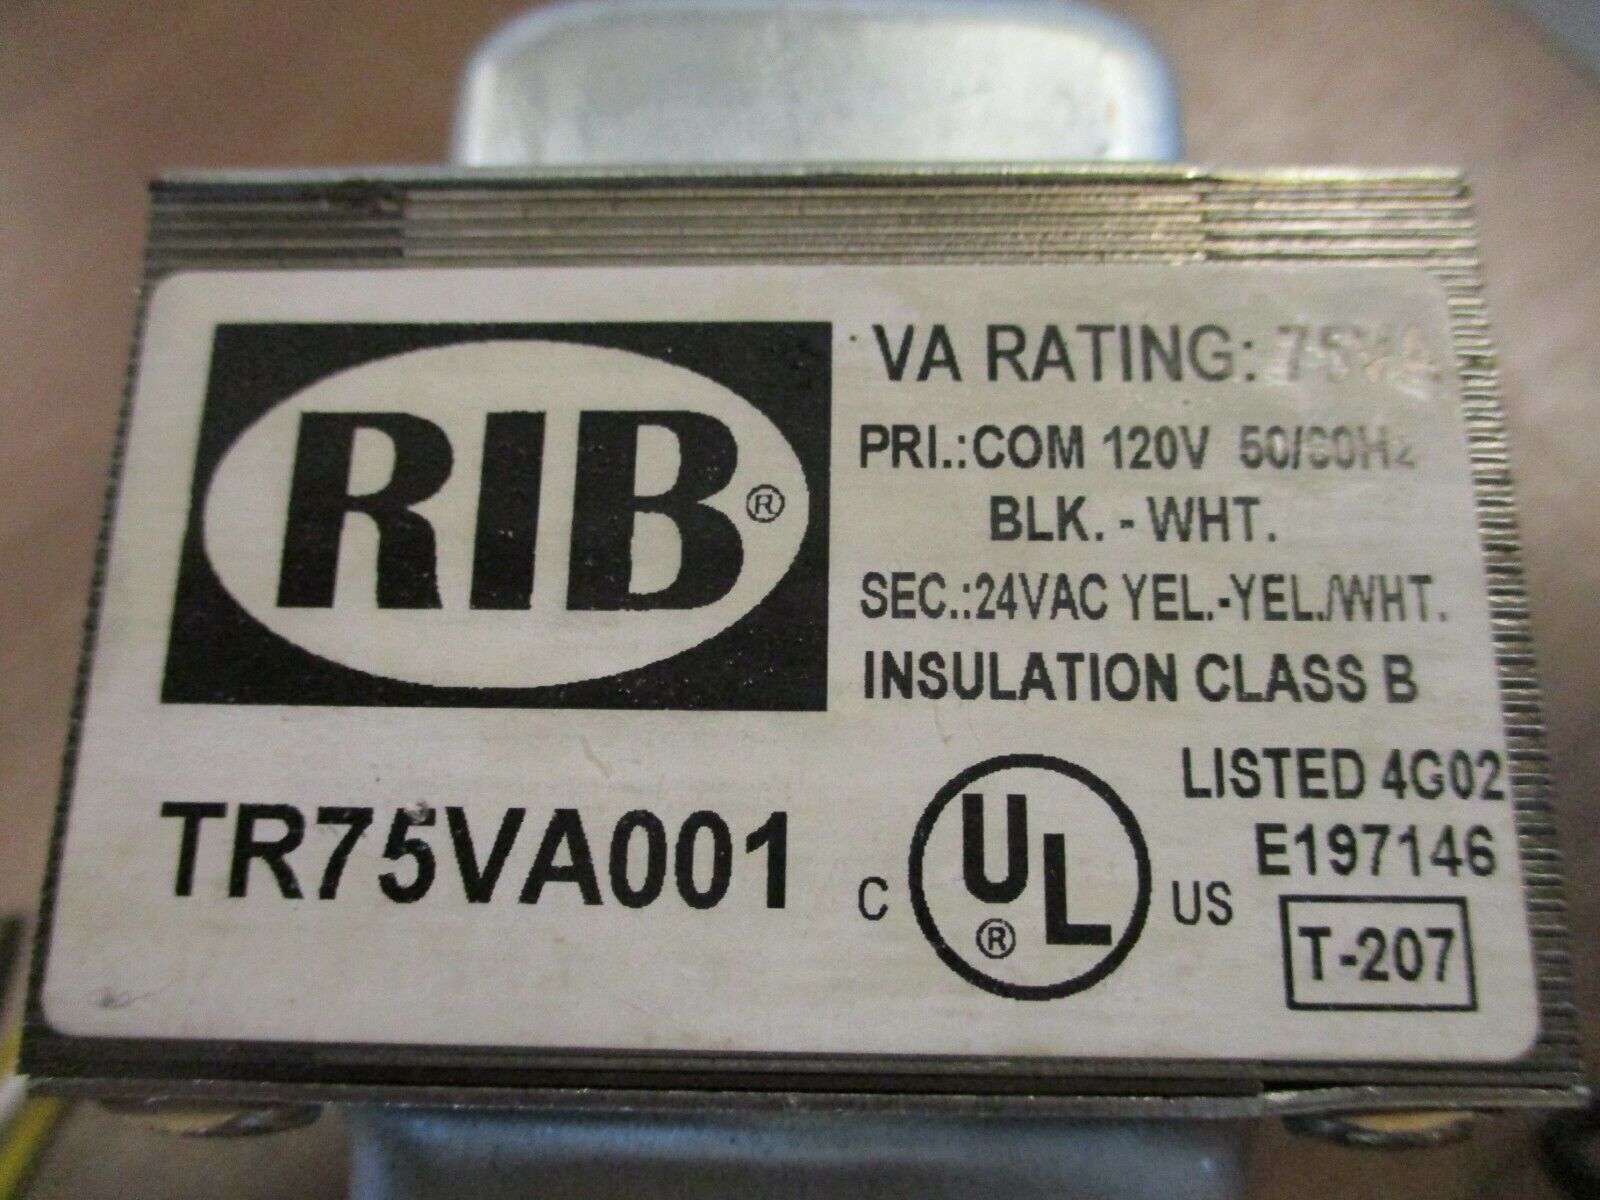 RIB®
VA RATING: 75VA
PRI.:COM 120V 50/60Hz
BLK. - WHT.
SEC.:24VAC YEL.-YEL./WHT.
INSULATION CLASS B
TR75VA001
C UL® US
LISTED 4G02
E197146
T-207